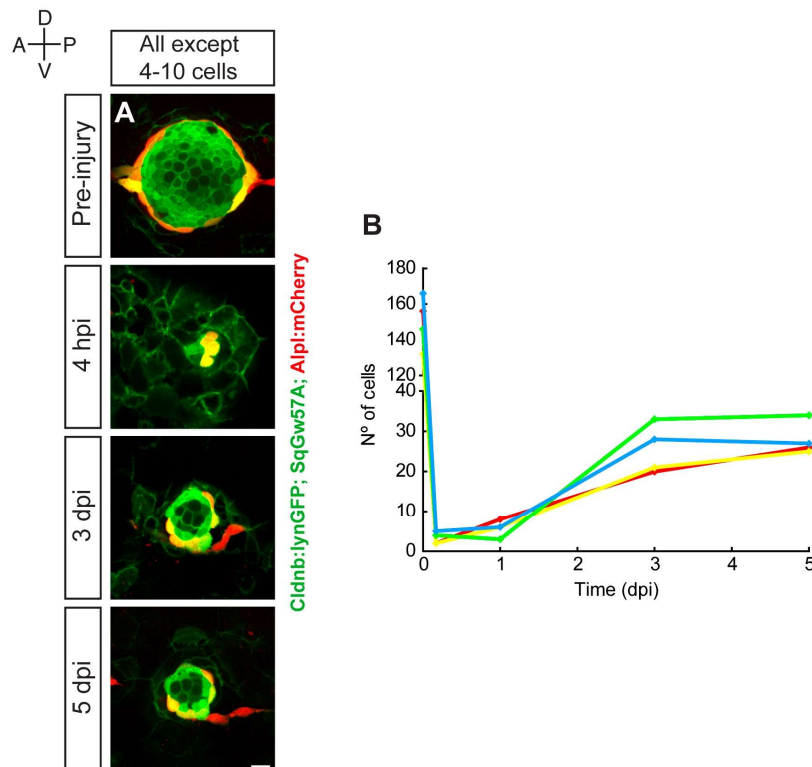 D
A P
V
All except
4-10 cells
A
Pre-injury
4 hpi
3 dpi
5 dpi
Cldnb:lynGFP; SqGw57A; Alpl:mCherry
B
180
160
140
120
40
30
20
10
0
Nº of cells
0 1 2 3 4 5
Time (dpi)